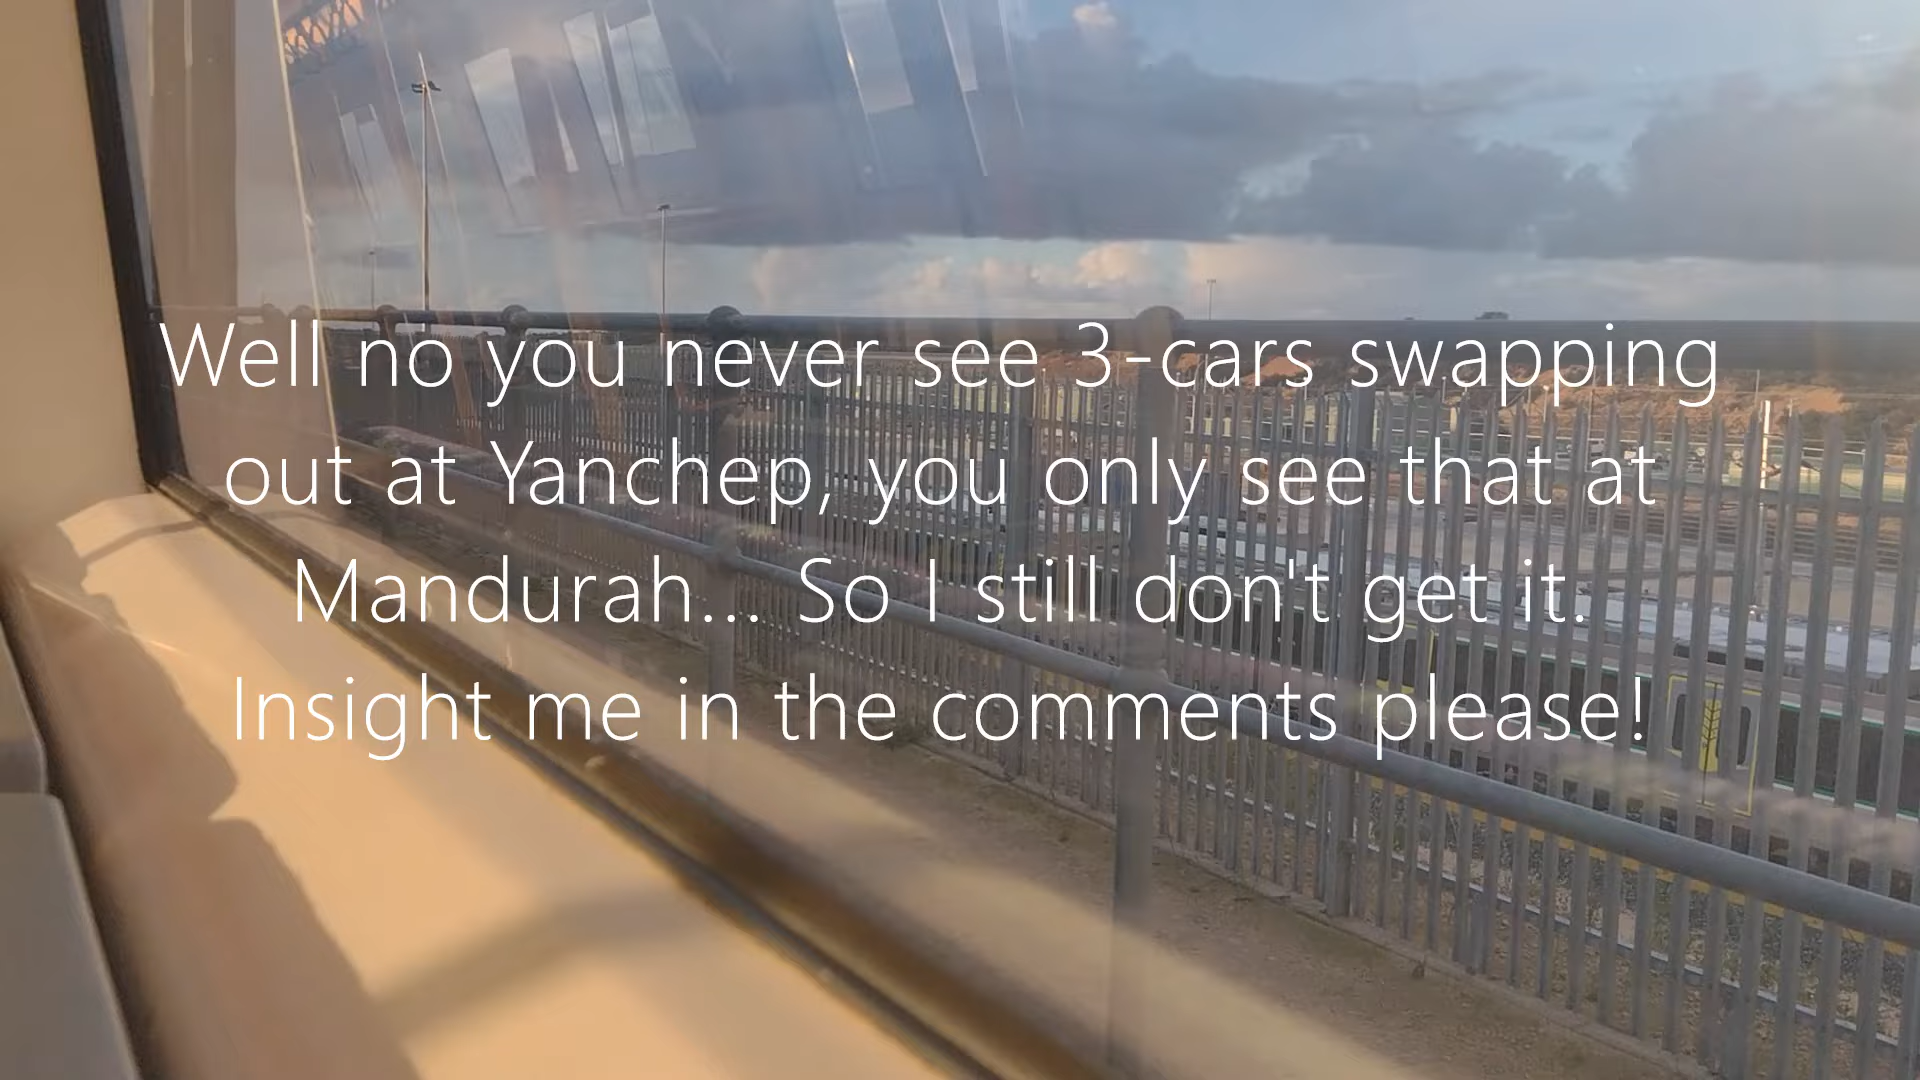 Well no you never see 3-cars swapping
out at Yanchep, you only see that at
Mandurah... So I still don't get it.
Insight me in the comments please!